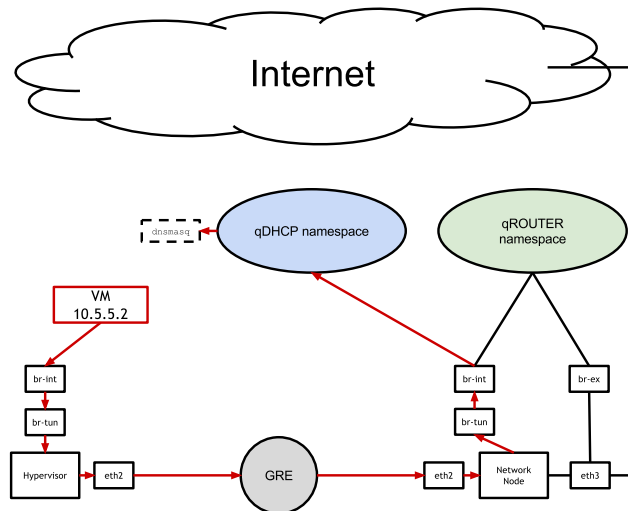 Internet
dnsmasq
qDHCP namespace
qROUTER
namespace
VM
10.5.5.2
br-int
br-int
br-ex
br-tun
br-tun
Hypervisor
eth2
GRE
eth2
Network
Node
eth3